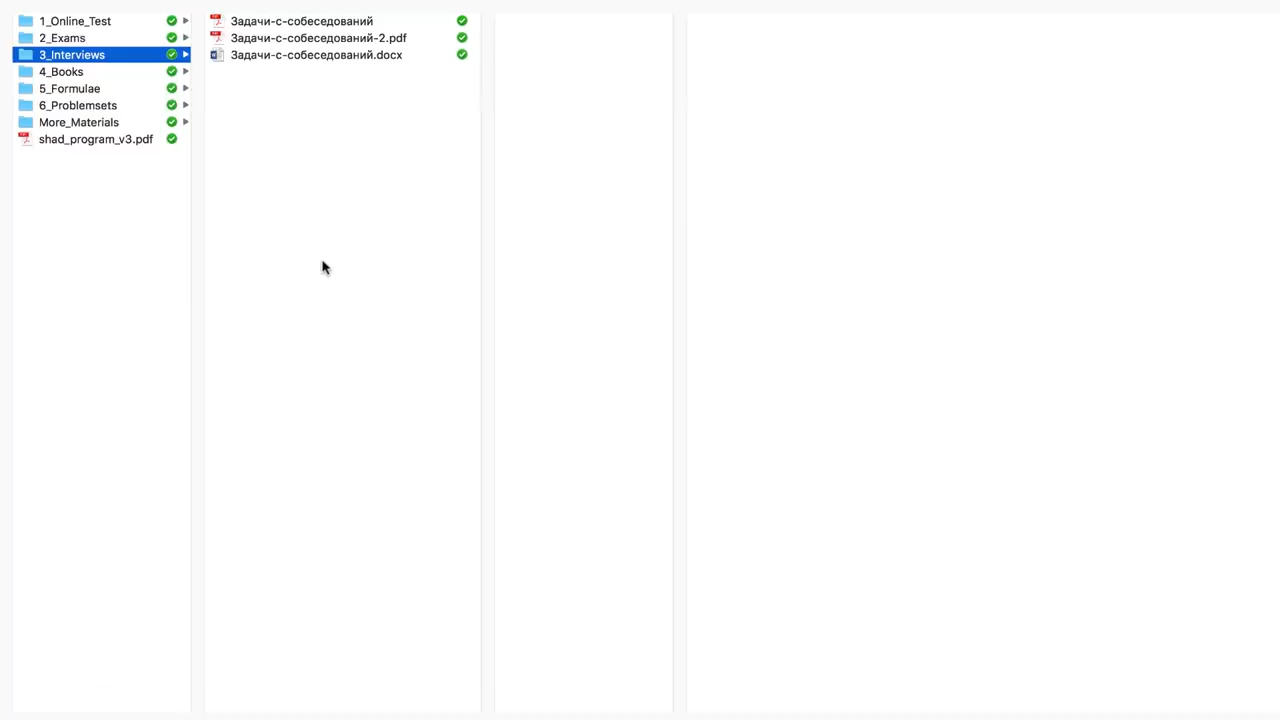 1_Online_Test
2_Exams
3_Interviews
4_Books
5_Formulae
6_Problemsets
More_Materials
shad_program_v3.pdf
Задачи-с-собеседований
Задачи-с-собеседований-2.pdf
Задачи-с-собеседований.docx